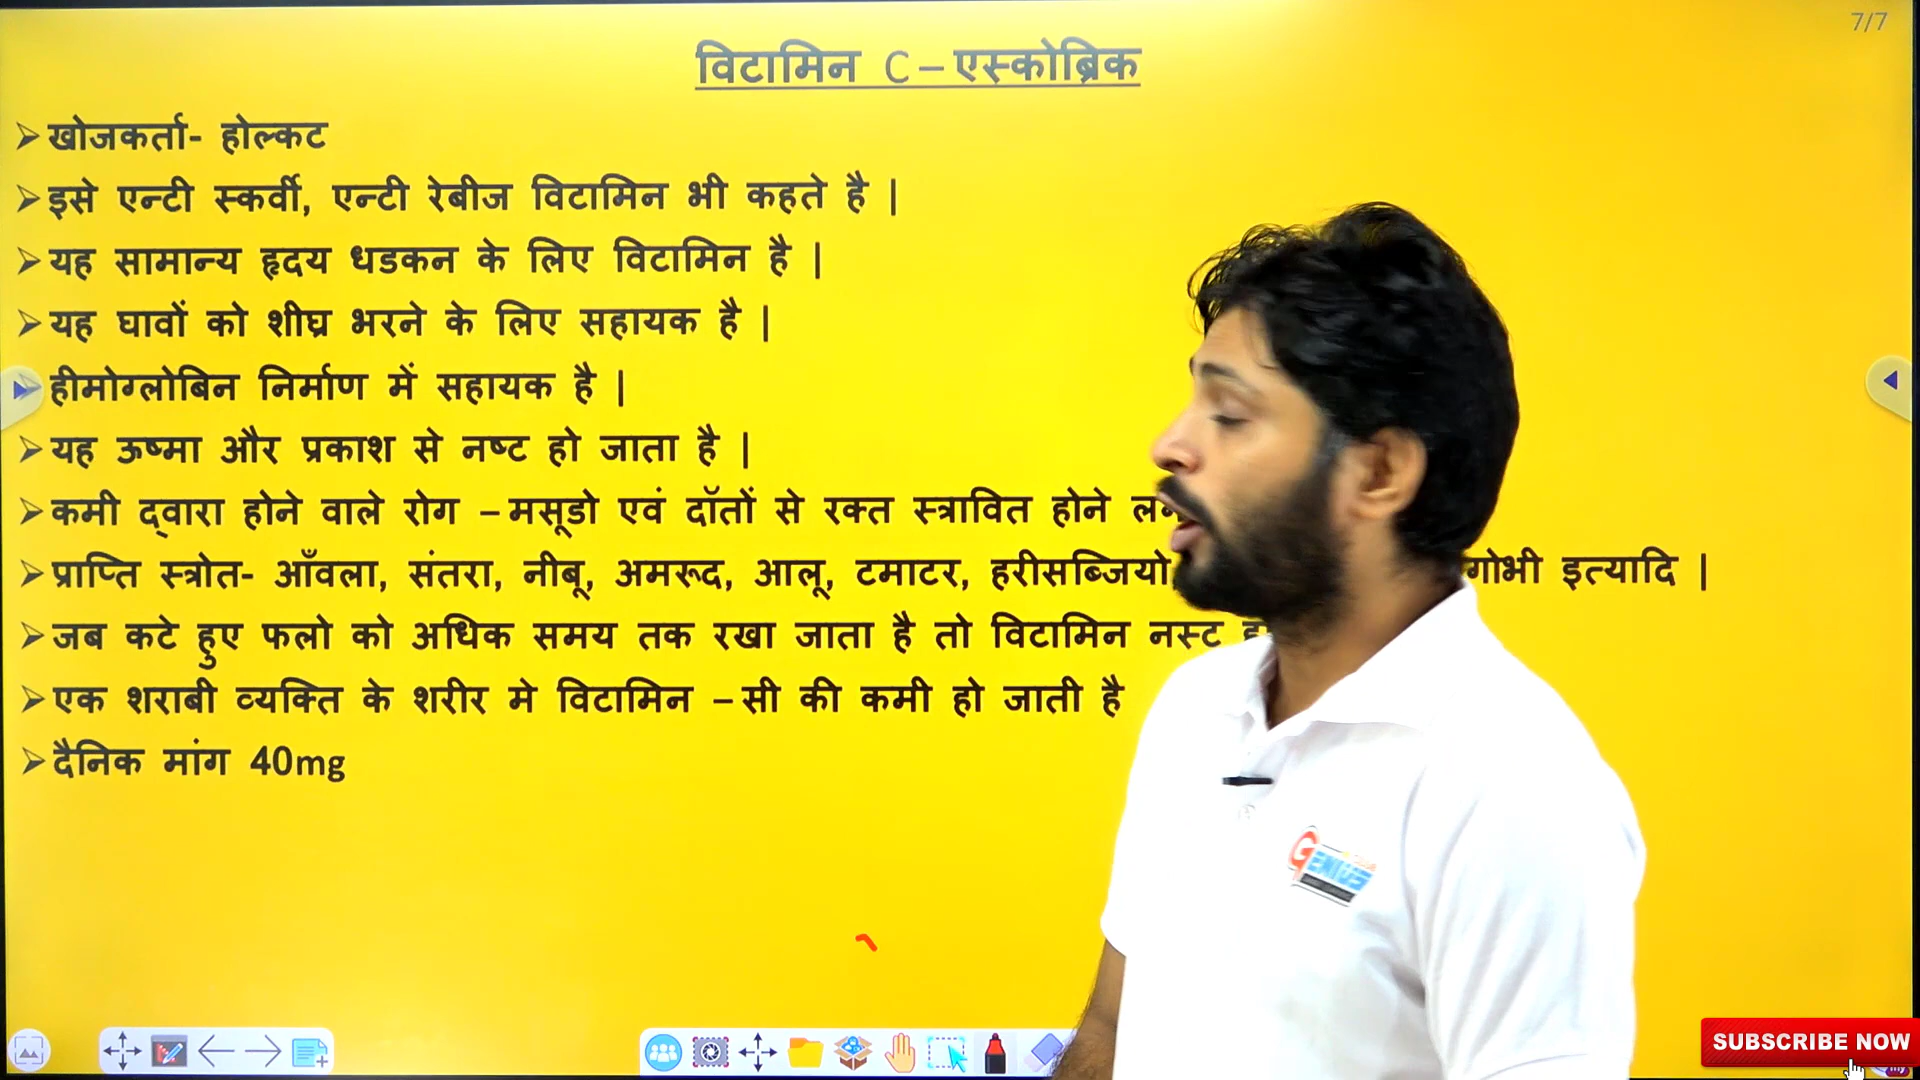 7/7
विटामिन C – एस्कोब्रिक
खोजकर्ता- होल्कट
इसे एन्टी स्कर्वी, एन्टी रेबीज विटामिन भी कहते है |
यह सामान्य हृदय धडकन के लिए विटामिन है |
यह घावों को शीघ्र भरने के लिए सहायक है |
हीमोग्लोबिन निर्माण में सहायक है |
यह ऊष्मा और प्रकाश से नष्ट हो जाता है |
कमी द्वारा होने वाले रोग – मसूडो एवं दॉतों से रक्त स्त्रावित होने
प्राप्ति स्त्रोत- आँवला, संतरा, नीबू, अमरूद, आलू, टमाटर, हरीसब्जियो गोभी इत्यादि |
जब कटे हुए फलो को अधिक समय तक रखा जाता है तो विटामिन नस्ट
एक शराबी व्यक्ति के शरीर मे विटामिन – सी की कमी हो जाती है
दैनिक मांग 40mg
GENIUS
SUBSCRIBE NOW